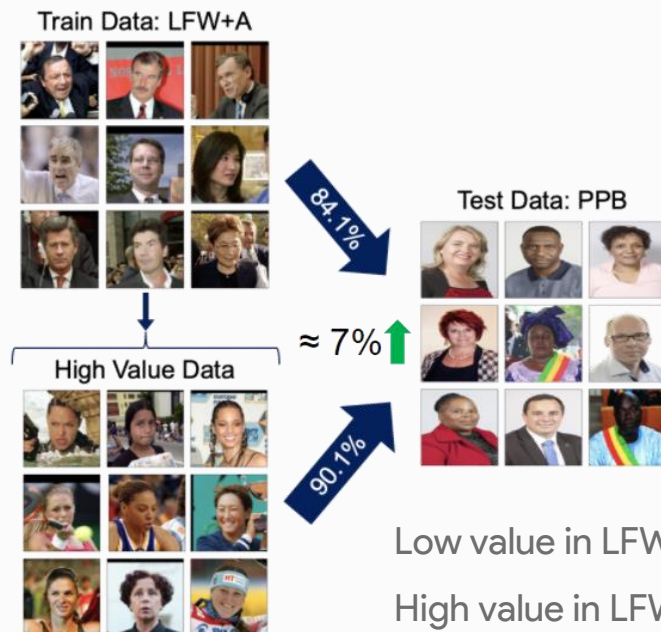 Train Data: LFW+A
84.1%
Test Data: PPB
≈ 7%
High Value Data
90.1%
Low value in LFW
High value in LFW